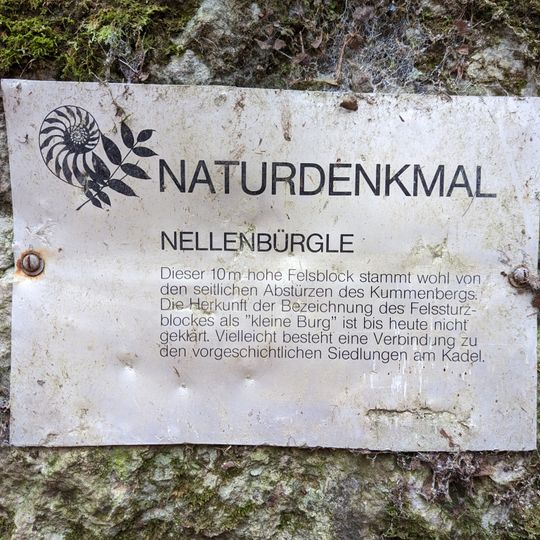 NATURDENKMAL
NELLENBÜRGLE
Dieser 10m hohe Felsblock stammt wohl von
den seitlichen Abstürzen des Kummenbergs.
Die Herkunft der Bezeichnung des Felssturz-
blockes als "kleine Burg" ist bis heute nicht
geklärt. Vielleicht besteht eine Verbindung zu
den vorgeschichtlichen Siedlungen am Kadel.